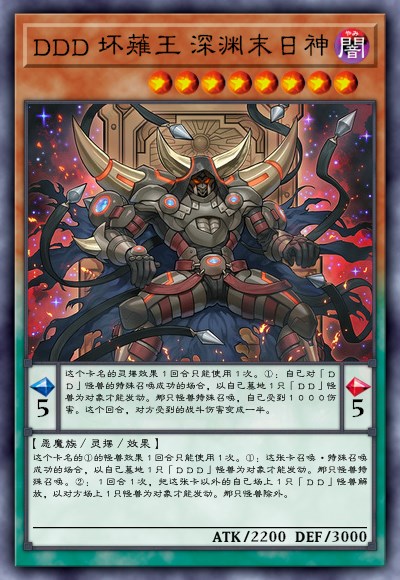 DDD 坏薙王 深渊末日神
やみ
闇
这个卡名的灵摆效果1回合只能使用1次。①：自己对「D
D」怪兽的特殊召唤成功的场合，以自己墓地1只「DD」怪兽
为对象才能发动。那只怪兽特殊召唤，自己受到1000伤
害。这个回合，对方受到的战斗伤害变成一半。
5
5
【恶魔族／灵摆／效果】
这个卡名的①的怪兽效果1回合只能使用1次。①：这张卡召唤・特殊召唤
成功的场合，以自己墓地1只「DDD」怪兽为对象才能发动。那只怪兽特
殊召唤。②：1回合1次，把这张卡以外的自己场上1只「DD」怪兽解
放，以对方场上1只怪兽为对象才能发动。那只怪兽除外。
ATK/2200 DEF/3000